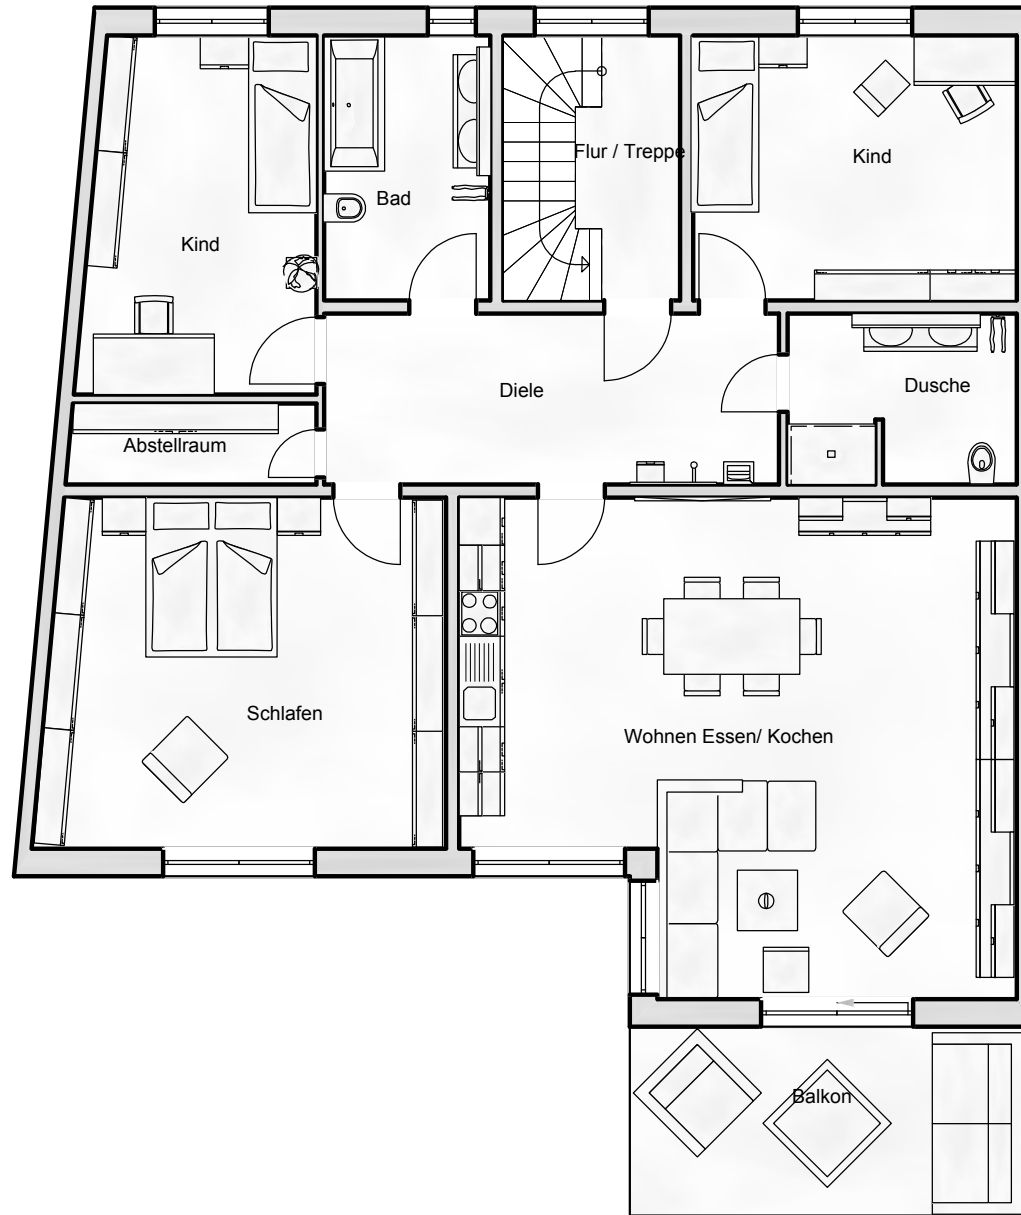 Flur / Treppe
Kind
Bad
Kind
Diele
Dusche
Abstellraum
Schlafen
Wohnen Essen/ Kochen
Balkon